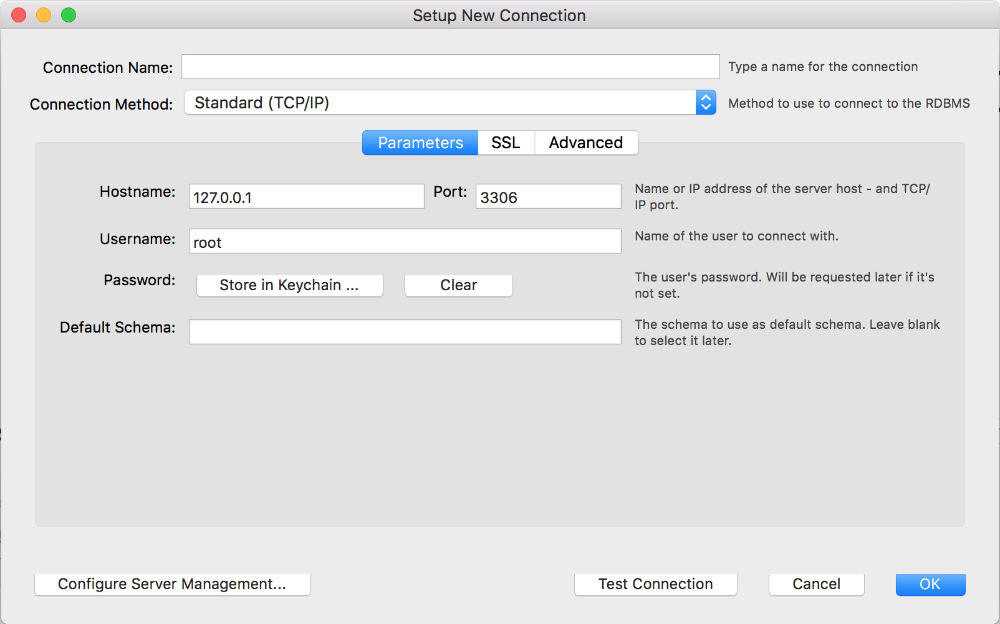 Setup New Connection
Connection Name:
Type a name for the connection
Connection Method:
Standard (TCP/IP)
Method to use to connect to the RDBMS
Parameters
SSL
Advanced
Hostname:
127.0.0.1
Port:
3306
Name or IP address of the server host - and TCP/
IP port.
Username:
root
Name of the user to connect with.
Password:
Store in Keychain ...
Clear
The user's password. Will be requested later if it's
not set.
Default Schema:
The schema to use as default schema. Leave blank
to select it later.
Configure Server Management...
Test Connection
Cancel
OK